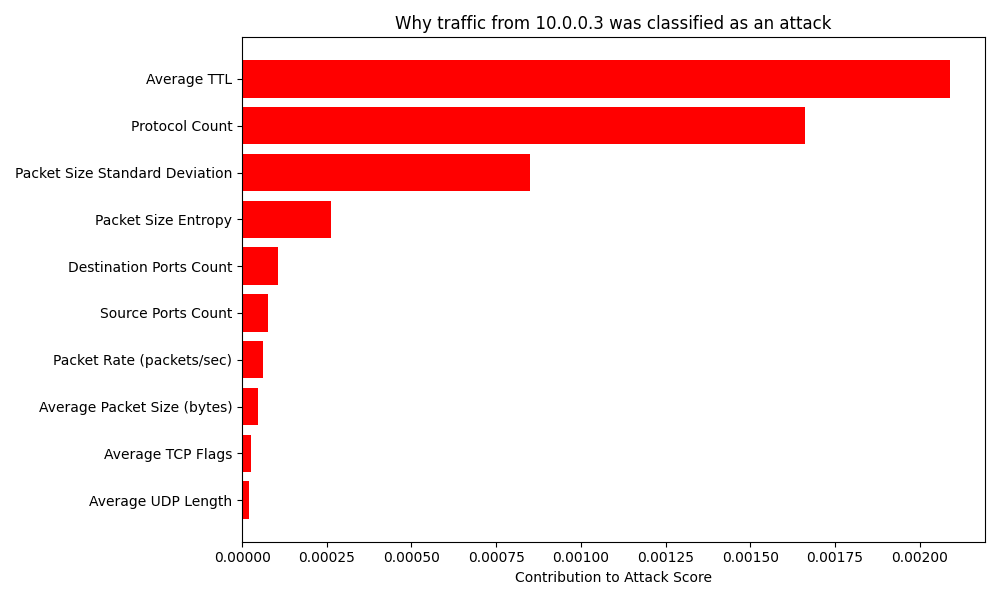 Why traffic from 10.0.0.3 was classified as an attack
Average TTL
Protocol Count
Packet Size Standard Deviation
Packet Size Entropy
Destination Ports Count
Source Ports Count
Packet Rate (packets/sec)
Average Packet Size (bytes)
Average TCP Flags
Average UDP Length
0.00000 0.00025 0.00050 0.00075 0.00100 0.00125 0.00150 0.00175 0.00200
Contribution to Attack Score